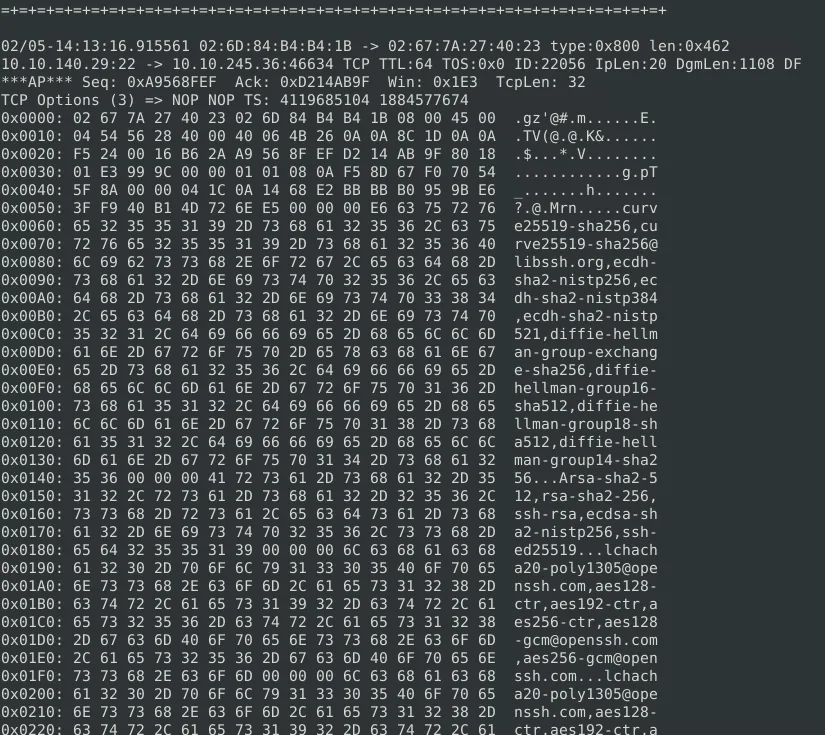 =+=+=+=+=+=+=+=+=+=+=+=+=+=+=+=+=+=+=+=+=+=+=+=+=+=+=+=+=+=+=+=+=+=+=+=+=+
02/05-14:13:16.915561 02:6D:84:B4:B4:1B -> 02:67:7A:27:40:23 type:0x800 len:0x462
10.10.140.29:22 -> 10.10.245.36:46634 TCP TTL:64 TOS:0x0 ID:22056 IpLen:20 DgmLen:1108 DF
***AP*** Seq: 0xA9568FEF  Ack: 0xD214AB9F  Win: 0x1E3  TcpLen: 32
TCP Options (3) => NOP NOP TS: 4119685104 1884577674
0x0000: 02 67 7A 27 40 23 02 6D 84 B4 B4 1B 08 00 45 00  .gz'@#.m......E.
0x0010: 04 54 56 28 40 00 40 06 4B 26 0A 0A 8C 1D 0A 0A  .TV(@.@.K&......
0x0020: F5 24 00 16 B6 2A A9 56 8F EF D2 14 AB 9F 80 18  .$...*.V........
0x0030: 01 E3 99 9C 00 00 01 01 08 0A F5 8D 67 F0 70 54  ............g.pT
0x0040: 5F 8A 00 00 04 1C 0A 14 68 E2 BB BB B0 95 9B E6  _.......h.......
0x0050: 3F F9 40 B1 4D 72 6E E5 00 00 00 E6 63 75 72 76  ?.@.Mrn.....curv
0x0060: 65 32 35 35 31 39 2D 73 68 61 32 35 36 2C 63 75  e25519-sha256,cu
0x0070: 72 76 65 32 35 35 31 39 2D 73 68 61 32 35 36 40  rve25519-sha256@
0x0080: 6C 69 62 73 73 68 2E 6F 72 67 2C 65 63 64 68 2D  libssh.org,ecdh-
0x0090: 73 68 61 32 2D 6E 69 73 74 70 32 35 36 2C 65 63  sha2-nistp256,ec
0x00A0: 64 68 2D 73 68 61 32 2D 6E 69 73 74 70 33 38 34  dh-sha2-nistp384
0x00B0: 2C 65 63 64 68 2D 73 68 61 32 2D 6E 69 73 74 70  ,ecdh-sha2-nistp
0x00C0: 35 32 31 2C 64 69 66 66 69 65 2D 68 65 6C 6C 6D  521,diffie-hellm
0x00D0: 61 6E 2D 67 72 6F 75 70 2D 65 78 63 68 61 6E 67  an-group-exchang
0x00E0: 65 2D 73 68 61 32 35 36 2C 64 69 66 66 69 65 2D  e-sha256,diffie-
0x00F0: 68 65 6C 6C 6D 61 6E 2D 67 72 6F 75 70 31 36 2D  hellman-group16-
0x0100: 73 68 61 35 31 32 2C 64 69 66 66 69 65 2D 68 65  sha512,diffie-he
0x0110: 6C 6C 6D 61 6E 2D 67 72 6F 75 70 31 38 2D 73 68  llman-group18-sh
0x0120: 61 35 31 32 2C 64 69 66 66 69 65 2D 68 65 6C 6C  a512,diffie-hell
0x0130: 6D 61 6E 2D 67 72 6F 75 70 31 34 2D 73 68 61 32  man-group14-sha2
0x0140: 35 36 00 00 00 41 72 73 61 2D 73 68 61 32 2D 35  56...Arsa-sha2-5
0x0150: 31 32 2C 72 73 61 2D 73 68 61 32 2D 32 35 36 2C  12,rsa-sha2-256,
0x0160: 73 73 68 2D 72 73 61 2C 65 63 64 73 61 2D 73 68  ssh-rsa,ecdsa-sh
0x0170: 61 32 2D 6E 69 73 74 70 32 35 36 2C 73 73 68 2D  a2-nistp256,ssh-
0x0180: 65 64 32 35 35 31 39 00 00 00 6C 63 68 61 63 68  ed25519...lchach
0x0190: 61 32 30 2D 70 6F 6C 79 31 33 30 35 40 6F 70 65  a20-poly1305@ope
0x01A0: 6E 73 73 68 2E 63 6F 6D 2C 61 65 73 31 32 38 2D  nssh.com,aes128-
0x01B0: 63 74 72 2C 61 65 73 31 39 32 2D 63 74 72 2C 61  ctr,aes192-ctr,a
0x01C0: 65 73 32 35 36 2D 63 74 72 2C 61 65 73 31 32 38  es256-ctr,aes128
0x01D0: 2D 67 63 6D 40 6F 70 65 6E 73 73 68 2E 63 6F 6D  -gcm@openssh.com
0x01E0: 2C 61 65 73 32 35 36 2D 67 63 6D 40 6F 70 65 6E  ,aes256-gcm@open
0x01F0: 73 73 68 2E 63 6F 6D 00 00 00 6C 63 68 61 63 68  ssh.com...lchach
0x0200: 61 32 30 2D 70 6F 6C 79 31 33 30 35 40 6F 70 65  a20-poly1305@ope
0x0210: 6E 73 73 68 2E 63 6F 6D 2C 61 65 73 31 32 38 2D  nssh.com,aes128-
0x0220: 63 74 72 2C 61 65 73 31 39 32 2D 63 74 72 2C 61  ctr,aes192-ctr,a